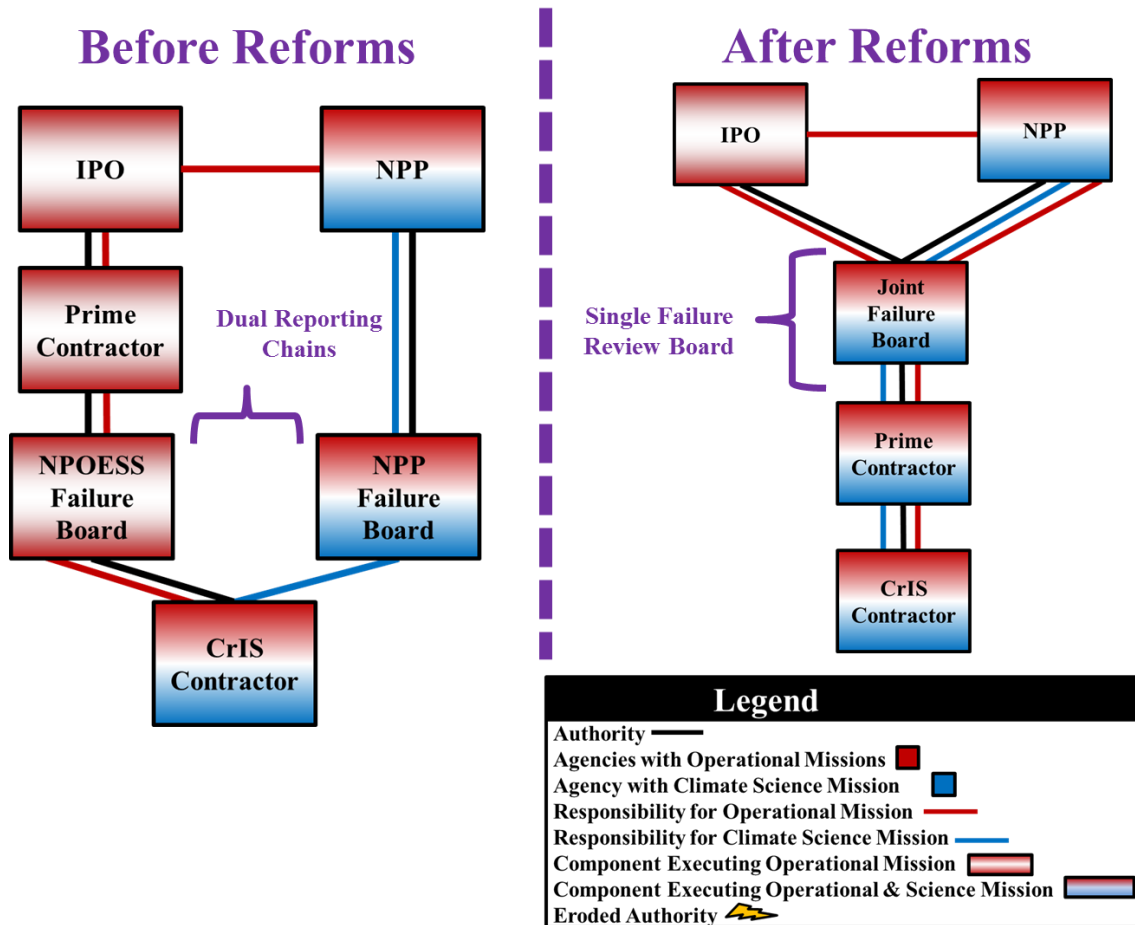 Before Reforms
IPO
NPP
Prime
Contractor
Dual Reporting
Chains
NPOESS
Failure
Board
NPP
Failure
Board
CrIS
Contractor
After Reforms
IPO
NPP
Single Failure
Review Board
Joint
Failure
Board
Prime
Contractor
CrIS
Contractor
Legend
Authority
Agencies with Operational Missions
Agency with Climate Science Mission
Responsibility for Operational Mission
Responsibility for Climate Science Mission
Component Executing Operational Mission
Component Executing Operational & Science Mission
Eroded Authority